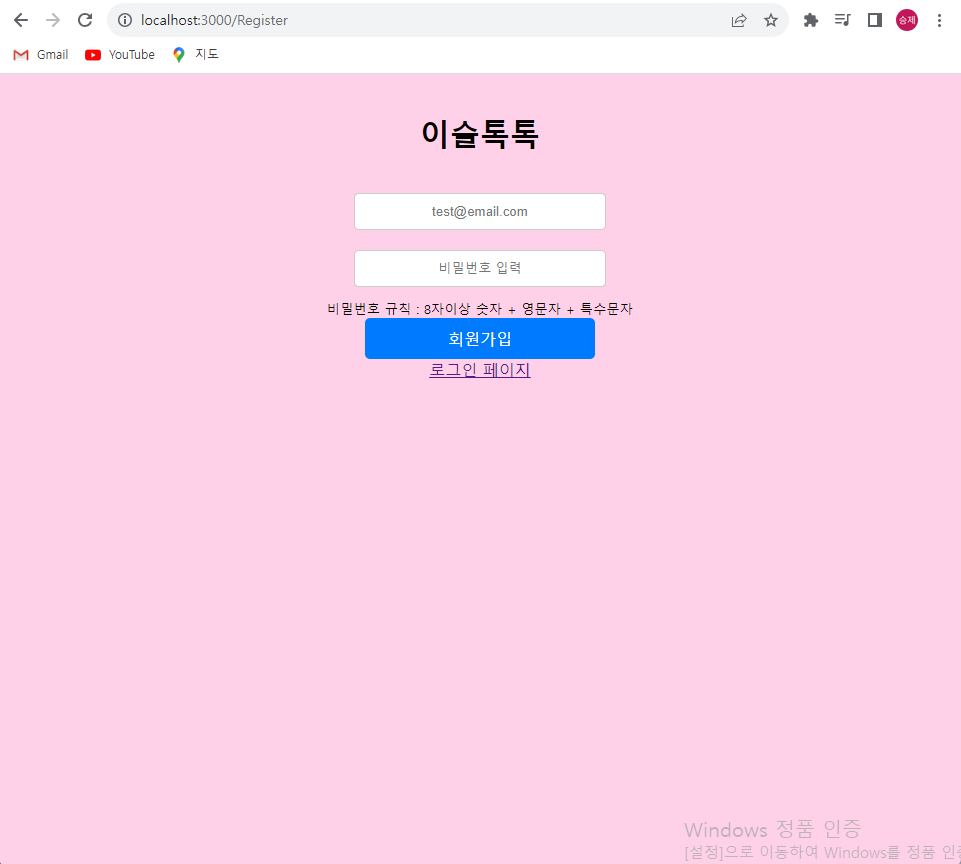 localhost:3000/Register
승제
Gmail YouTube 지도
이슬톡톡
test@email.com
비밀번호 입력
비밀번호 규칙 : 8자이상 숫자 + 영문자 + 특수문자
회원가입
로그인 페이지
Windows 정품 인증
[설정]으로 이동하여 Windows를 정품 인증